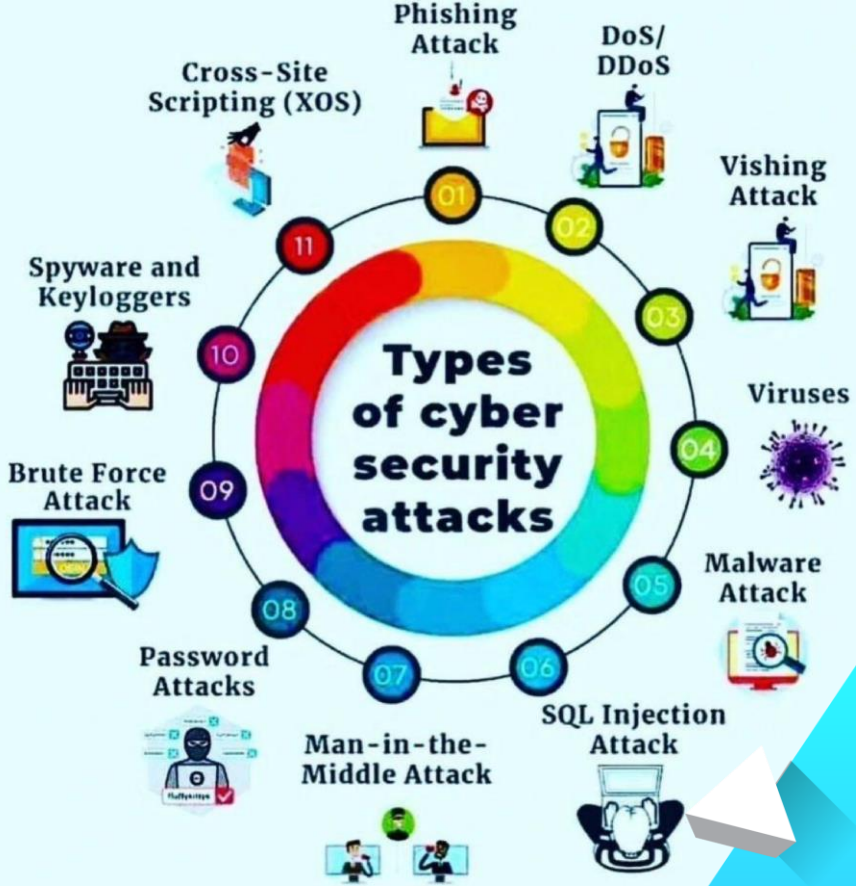 Types
of cyber
security
attacks
01
Phishing
Attack
02
DoS/
DDoS
03
Vishing
Attack
04
Viruses
05
Malware
Attack
06
SQL Injection
Attack
07
Man-in-the-
Middle Attack
08
Password
Attacks
09
Brute Force
Attack
10
Spyware and
Keyloggers
11
Cross-Site
Scripting (XOS)